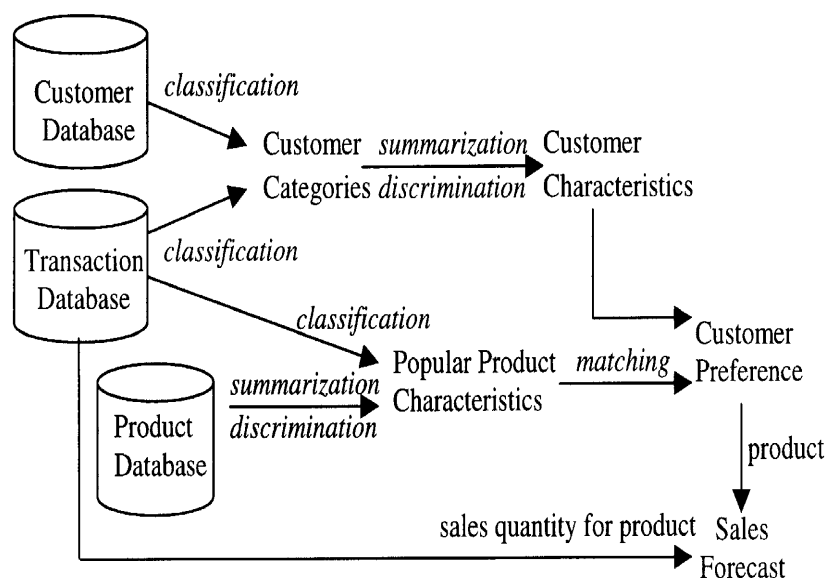 Customer
Database
classification
Customer
Categories
summarization
discrimination
Customer
Characteristics
Transaction
Database
classification
classification
Popular Product
Characteristics
matching
Customer
Preference
Product
Database
summarization
discrimination
product
sales quantity for product
Sales
Forecast